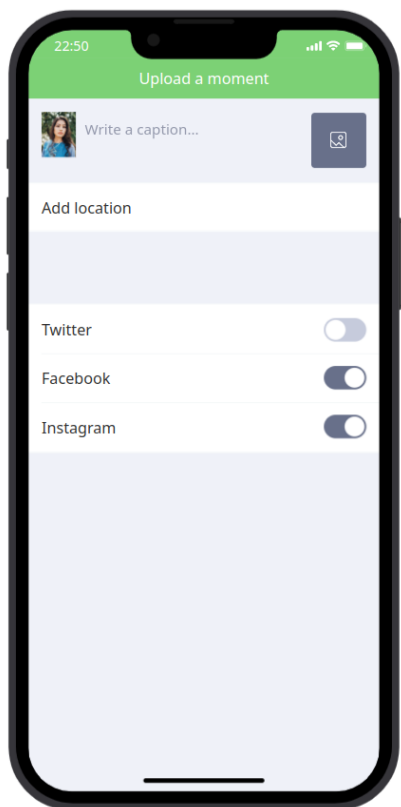 22:50
Upload a moment
Write a caption...
Add location
Twitter
Facebook
Instagram